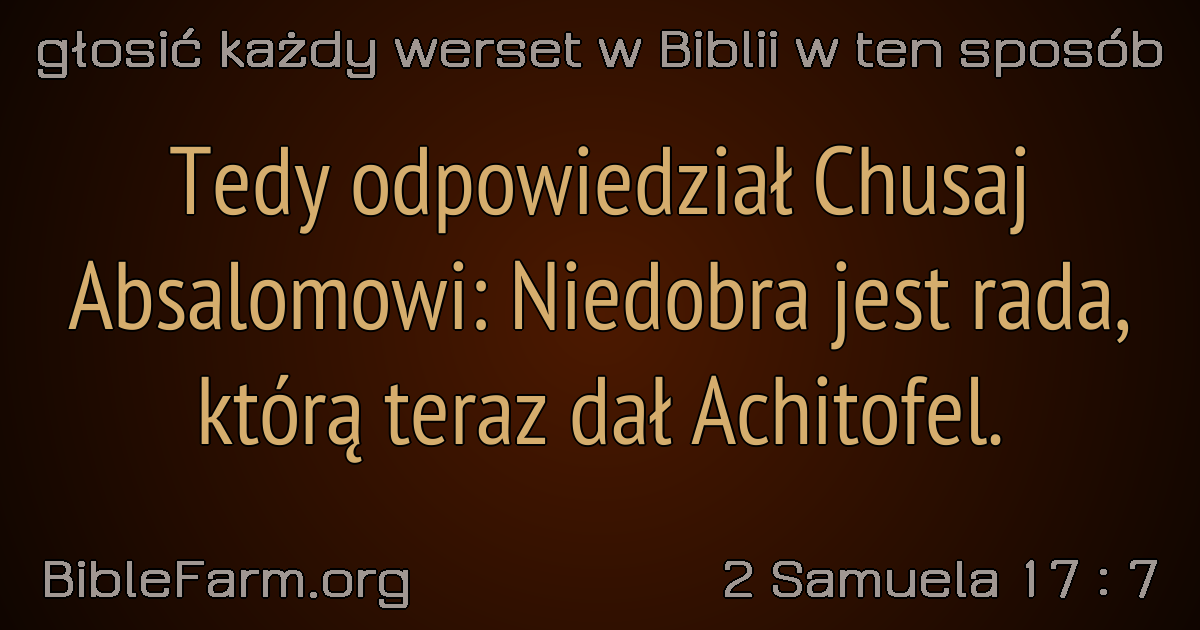 głosić każdy werset w Biblii w ten sposób
Tedy odpowiedział Chusaj
Absalomowi: Niedobra jest rada,
którą teraz dał Achitofel.
BibleFarm.org
2 Samuela 17 : 7